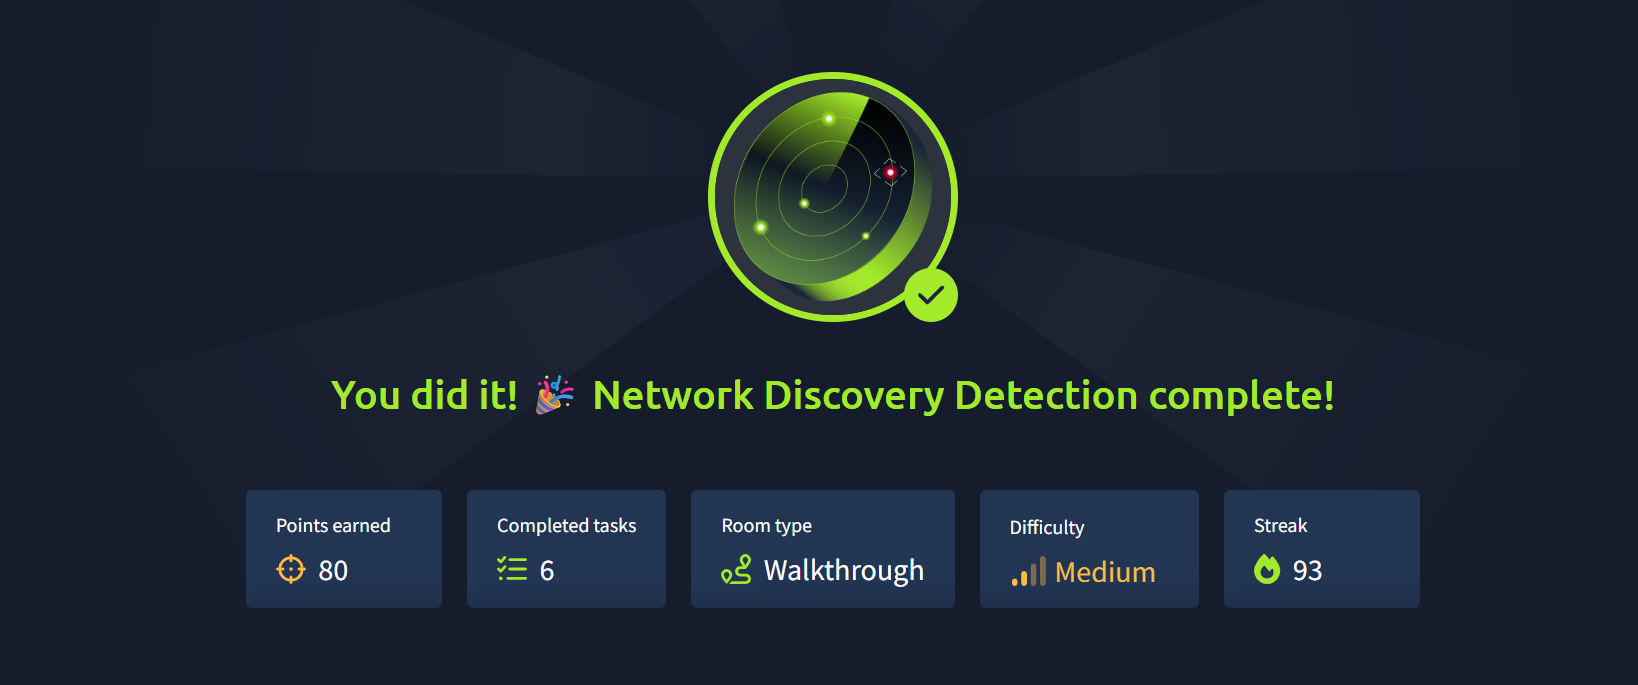 You did it! 🎉 Network Discovery Detection complete!
Points earned
80
Completed tasks
6
Room type
Walkthrough
Difficulty
Medium
Streak
93